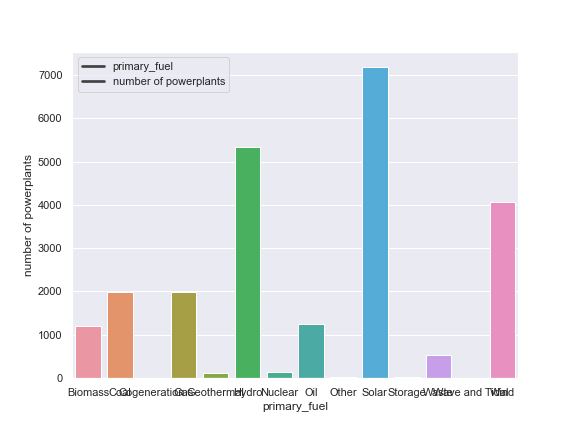 primary_fuel
number of powerplants
number of powerplants
7000
6000
5000
4000
3000
2000
1000
0
Biomass Coal Cogeneration Gas Geothermal Hydro Nuclear Oil Other Solar Storage Waste Wave and Tidal Wind
primary_fuel